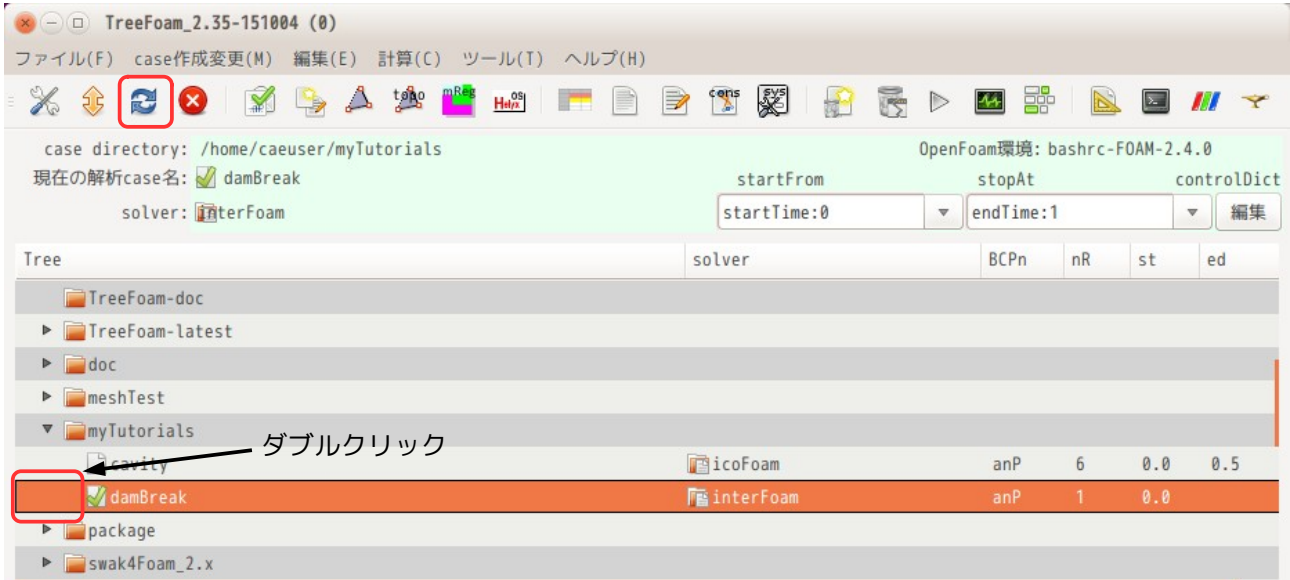 TreeFoam_2.35-151004 (0)
ファイル(F) case作成変更(M) 編集(E) 計算(C) ツール(T) ヘルプ(H)
topo mReg Helyx OS cons sys
case directory: /home/caeuser/myTutorials OpenFoam環境: bashrc-FOAM-2.4.0
現在の解析case名: damBreak startFrom stopAt controlDict
solver: interFoam startTime:0 endTime:1 編集
Tree solver BCPn nR st ed
TreeFoam-doc
TreeFoam-latest
doc
meshTest
myTutorials
ダブルクリック
cavity icoFoam anP 6 0.0 0.5
damBreak interFoam anP 1 0.0
package
swak4Foam_2.x